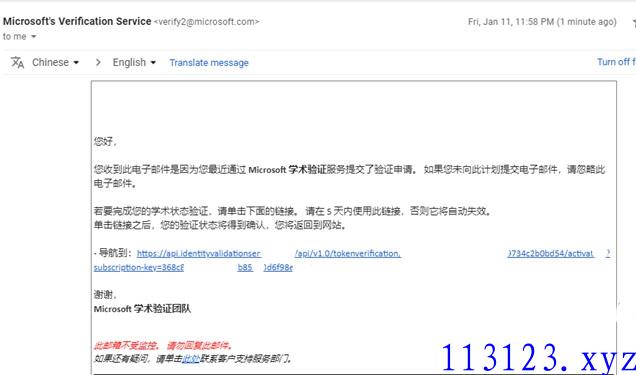 Microsoft's Verification Service <verify2@microsoft.com>
Fri, Jan 11, 11:58 PM (1 minute ago)
to me
Chinese > English Translate message
Turn off f
您好，
您收到此电子邮件是因为您最近通过 Microsoft 学术验证服务提交了验证申请。 如果您未向此计划提交电子邮件，请忽略此
电子邮件。
若要完成您的学术状态验证，请单击下面的链接。 请在 5 天内使用此链接，否则它将自动失效。
单击链接之后，您的验证状态将得到确认，您将返回到网站。
- 导航到： https://api.identityvalidationser /api/v1.0/tokenverification, )734c2b0bd54/activat ?
subscription-key=368c b85 )d6f98e
谢谢，
Microsoft 学术验证团队
此邮箱不受监控。 请勿回复此邮件。
如果还有疑问，请单击此处联系客户支持服务部门。
113123.xyz